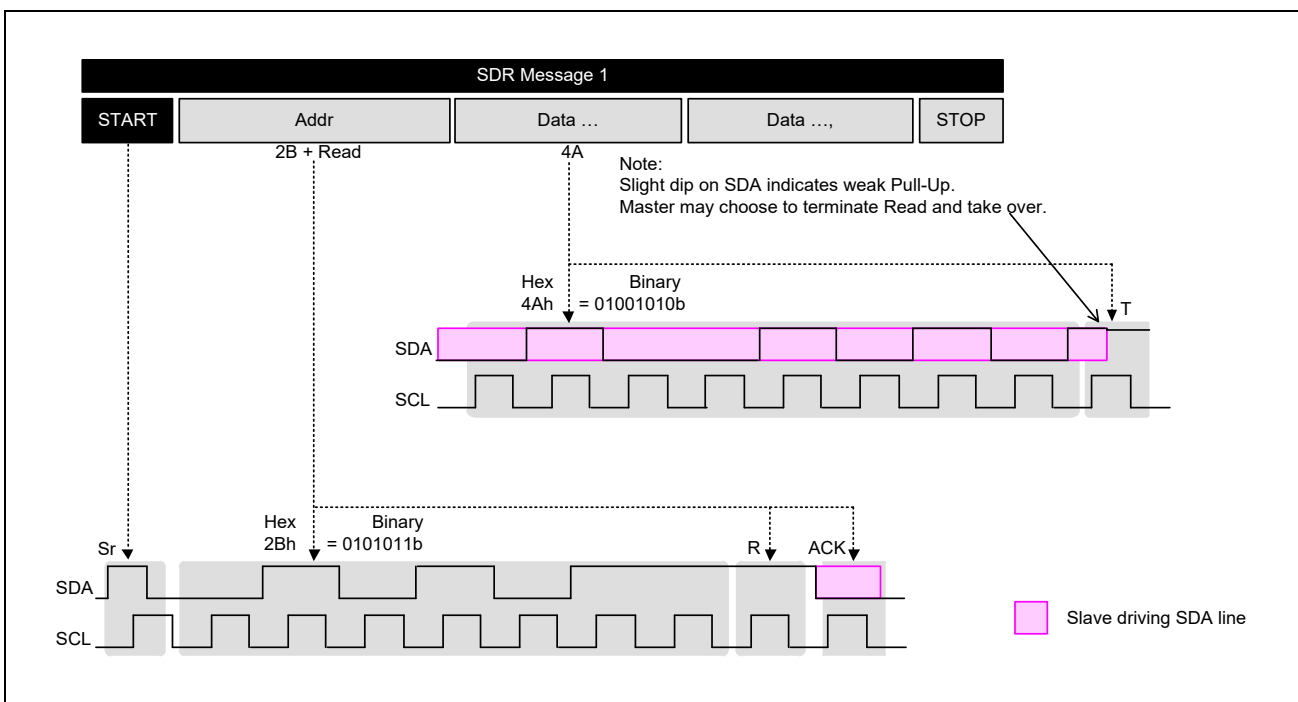 SDR Message 1
START
Addr
Data …
Data …,
STOP
2B + Read
4A
Note:
Slight dip on SDA indicates weak Pull-Up.
Master may choose to terminate Read and take over.
Hex
Binary
4Ah
= 01001010b
T
SDA
SCL
Hex
Binary
2Bh
= 0101011b
Sr
R
ACK
SDA
SCL
Slave driving SDA line